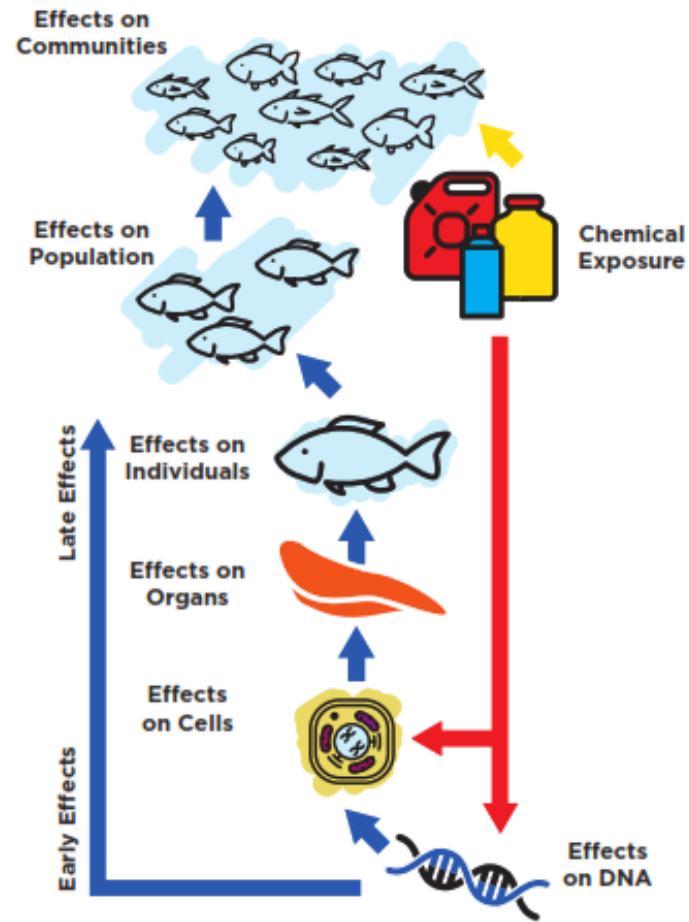 Effects on
Communities
Effects on
Population
Chemical
Exposure
Effects on
Individuals
Late Effects
Effects on
Organs
Effects
on Cells
Early Effects
Effects
on DNA